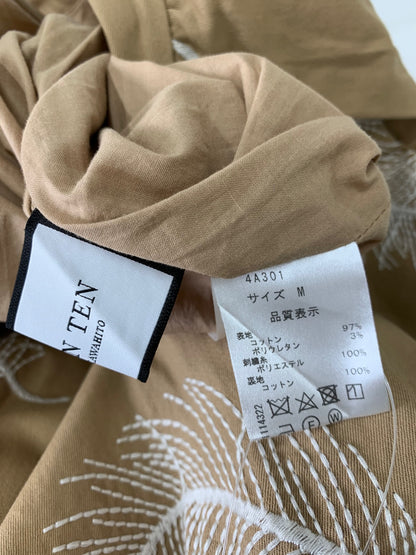 N TEN
AWAHITO
4A301
サイズ M
品質表示
表地
コットン 97%
ポリウレタン 3%
刺繍糸
ポリエステル 100%
裏地
コットン 100%
114322
F W